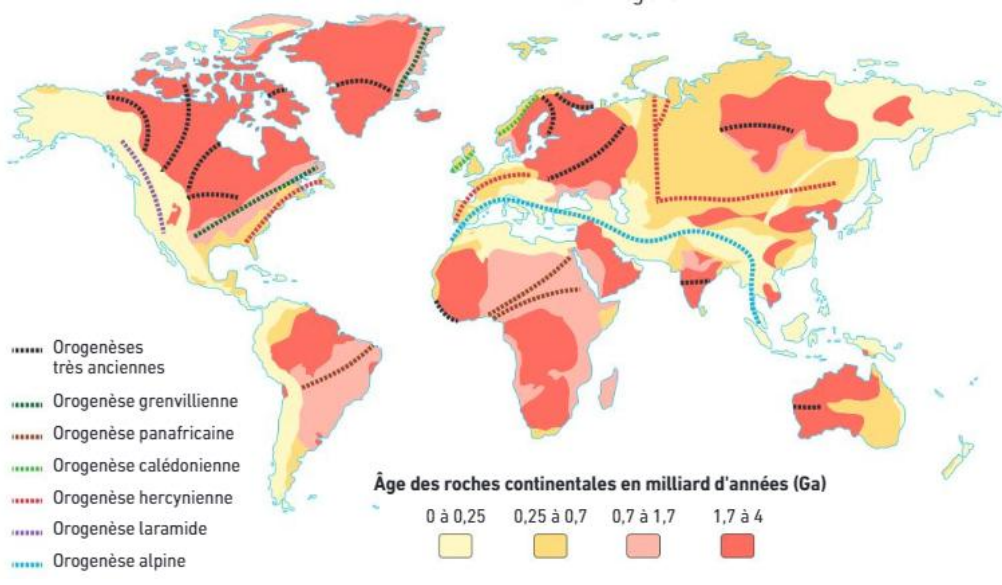 Orogenèses
très anciennes
Orogenèse grenvillienne
Orogenèse panafricaine
Orogenèse calédonienne
Orogenèse hercynienne
Orogenèse laramide
Orogenèse alpine
Âge des roches continentales en milliard d'années (Ga)
0 à 0,25 0,25 à 0,7 0,7 à 1,7 1,7 à 4